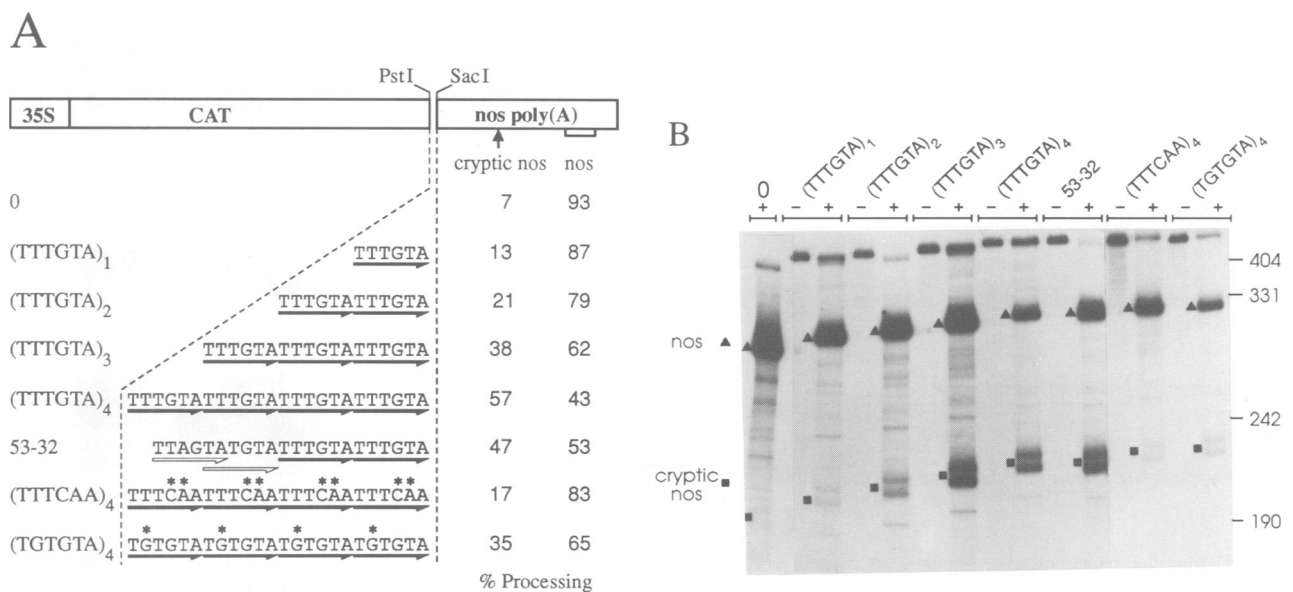 A
PstI SacI
35S CAT nos poly(A)
cryptic nos nos
0 7 93
(TTTGTA)1 TTTGTA 13 87
(TTTGTA)2 TTTGTATTTGTA 21 79
(TTTGTA)3 TTTGTATTTGTATTTGTA 38 62
(TTTGTA)4 TTTGTATTTGTATTTGTATTTGTA 57 43
53-32 TTAGTATGTATTTGTATTTGTA 47 53
** ** ** **
(TTTCAA)4 TTTCAATTTCAATTTCAATTTCAA 17 83
* * * *
(TGTGTA)4 TGTGTATGTGTATGTGTATGTGTA 35 65
% Processing
B
0 (TTTGTA)1 (TTTGTA)2 (TTTGTA)3 (TTTGTA)4 53-32 (TTTCAA)4 (TGTGTA)4
+ − + − + − + − + − + − + − +
404
331
nos
242
cryptic
nos
190